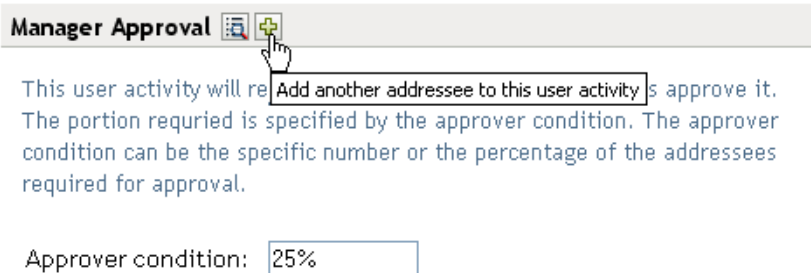 Manager Approval
This user activity will re Add another addressee to this user activity s approve it.
The portion requried is specified by the approver condition. The approver
condition can be the specific number or the percentage of the addressees
required for approval.
Approver condition: 25%